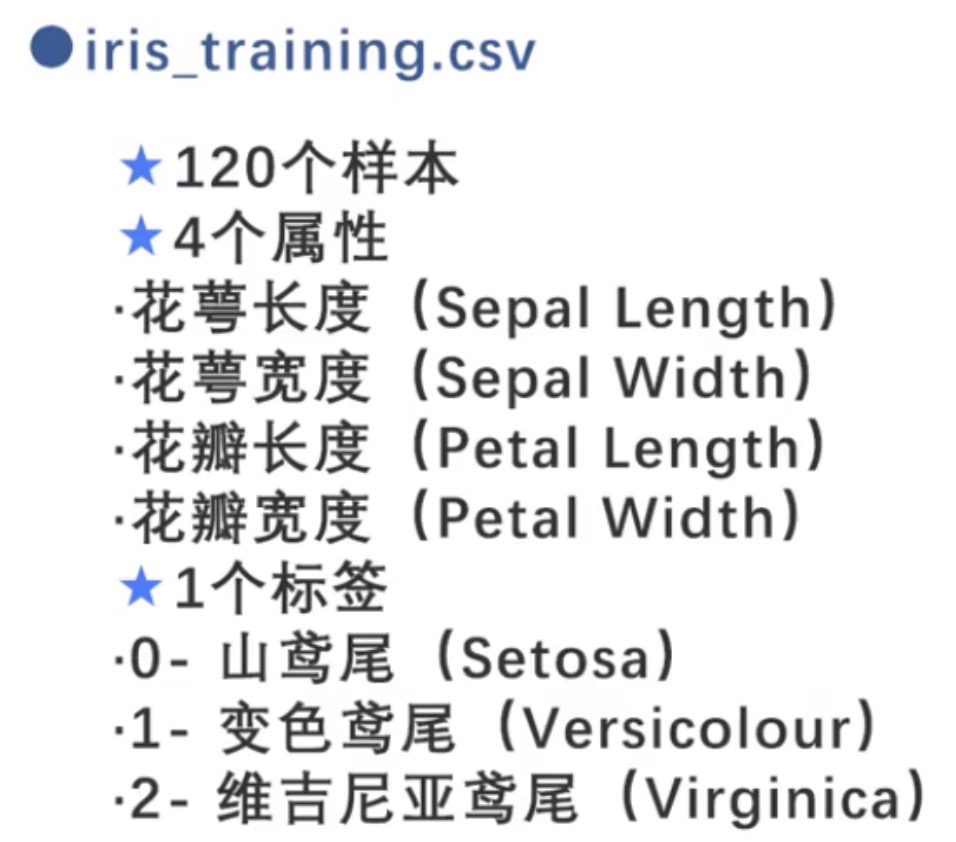 ●iris_training.csv
★120个样本
★4个属性
·花萼长度（Sepal Length）
·花萼宽度（Sepal Width）
·花瓣长度（Petal Length）
·花瓣宽度（Petal Width）
★1个标签
·0- 山鸢尾（Setosa）
·1- 变色鸢尾（Versicolour）
·2- 维吉尼亚鸢尾（Virginica）